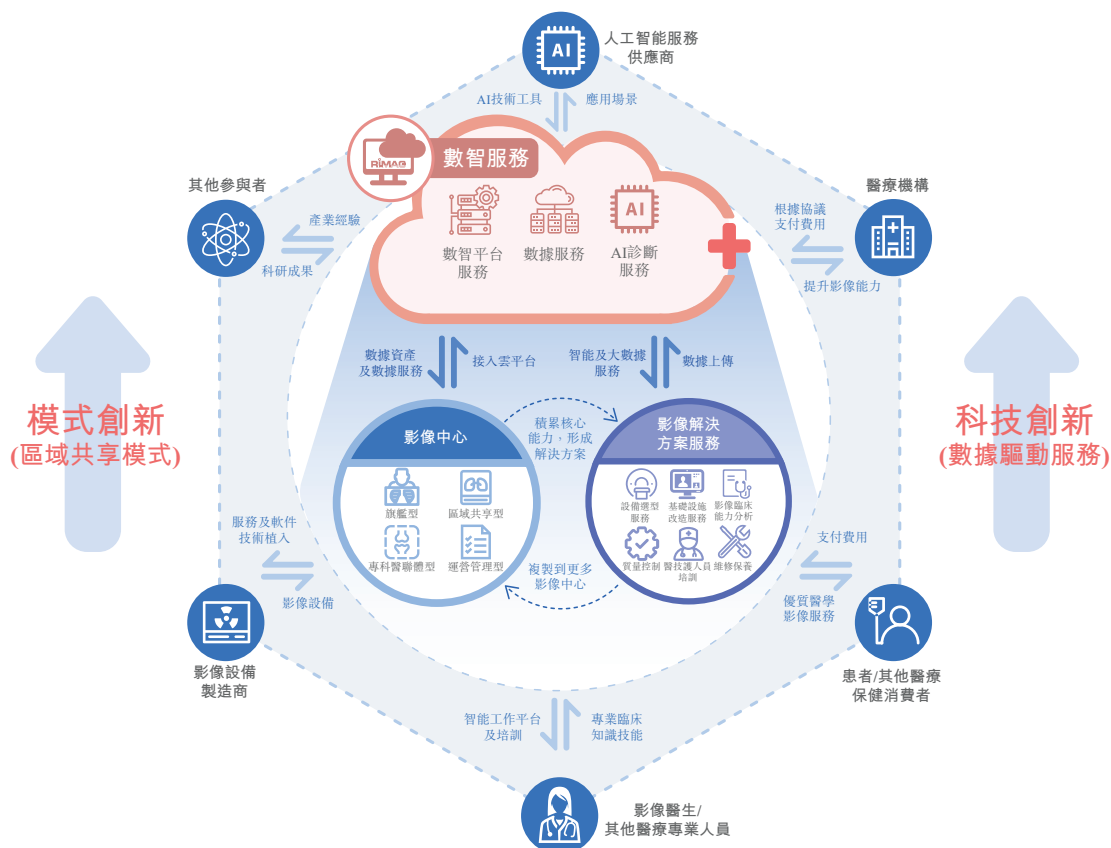 人工智能服務
供應商
AI
AI技術工具
應用場景
RIMAG
數智服務
其他參與者
產業經驗
科研成果
醫療機構
根據協議
支付費用
提升影像能力
AI
數智平台
服務
數據服務
AI診斷
服務
數據資產
及數據服務
接入雲平台
智能及大數據
服務
數據上傳
模式創新
(區域共享模式)
科技創新
(數據驅動服務)
影像中心
旗艦型
區域共享型
專科醫聯體型
運營管理型
積累核心
能力，形成
解決方案
複製到更多
影像中心
影像解決
方案服務
設備選型
服務
基礎設施
改造服務
影像臨床
能力分析
質量控制
醫技護人員
培訓
維修保養
服務及軟件
技術植入
影像設備
影像設備
製造商
支付費用
優質醫學
影像服務
患者/其他醫療
保健消費者
智能工作平台
及培訓
專業臨床
知識技能
影像醫生/
其他醫療專業人員